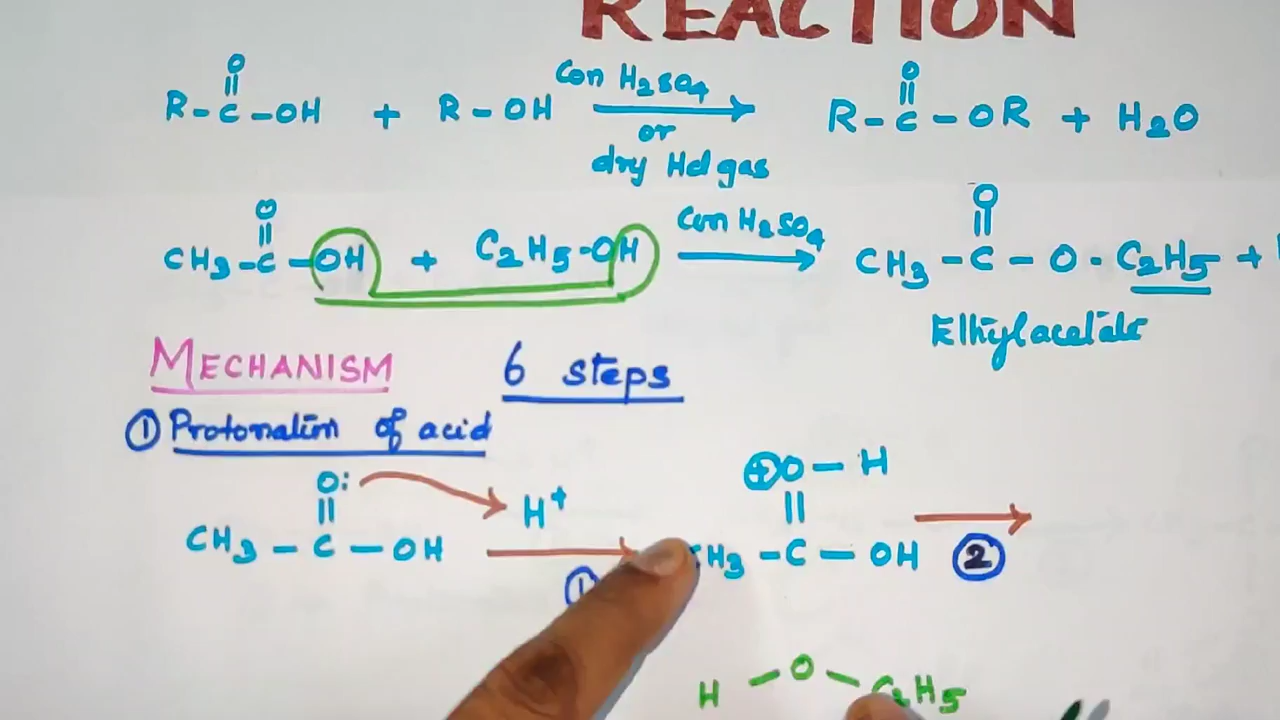 REACTION
O
||
R-C-OH + R-OH Con H2SO4 or dry Hcl gas R-C-OR + H2O
O
||
CH3-C-OH + C2H5-OH Con H2SO4 CH3-C-O-C2H5 +
Ethylacetate
MECHANISM 6 steps
① Protonation of acid
O: H+ ⊕O-H
|| ||
CH3-C-OH ① CH3-C-OH ②
H-O-C2H5